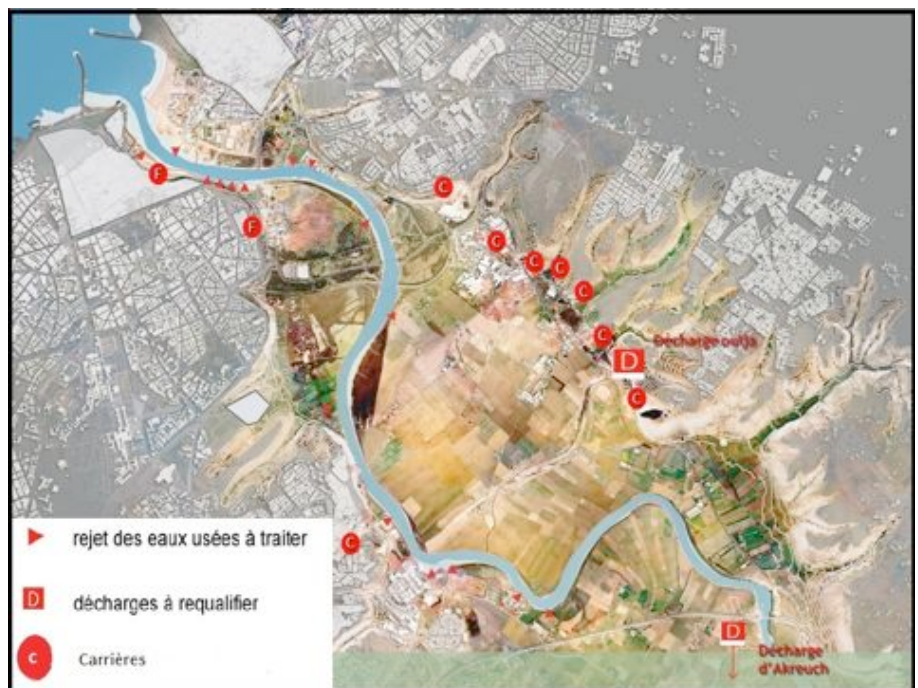 F
F
C
C
C
C
C
C
Décharge oulja
D
C
C
rejet des eaux usées à traiter
D
décharges à requalifier
C
Carrières
D
Décharge
d'Akreuch